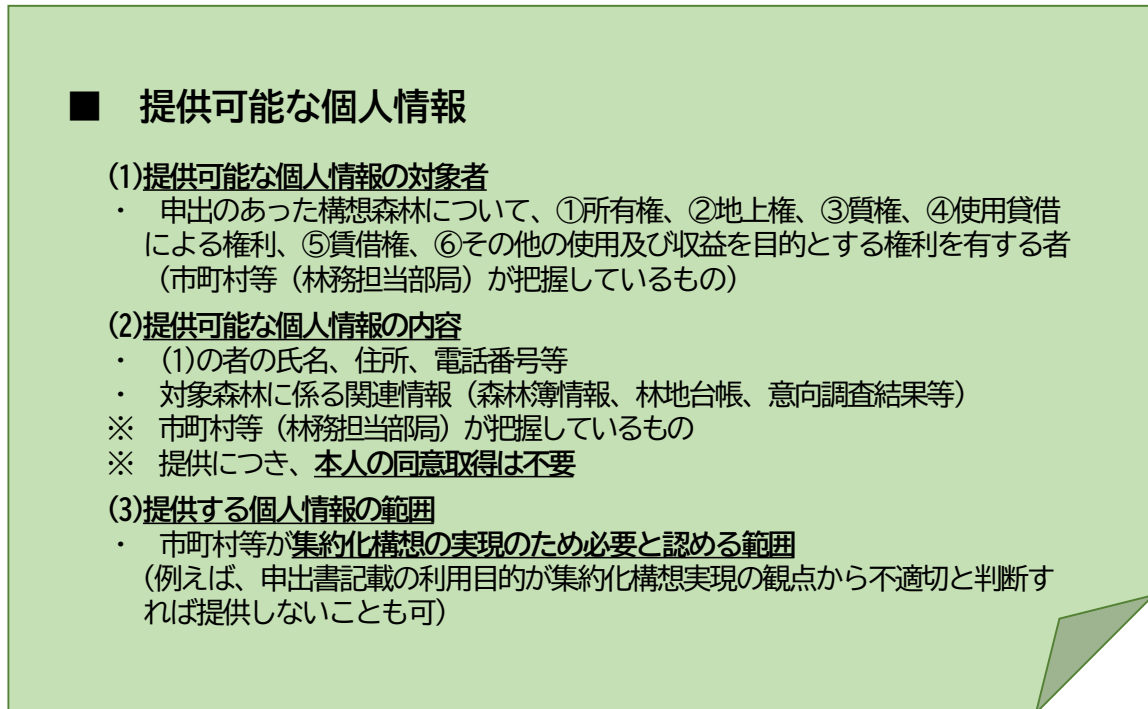 ■ 提供可能な個人情報
(1)提供可能な個人情報の対象者
・ 申出のあった構想森林について、①所有権、②地上権、③質権、④使用貸借
による権利、⑤賃借権、⑥その他の使用及び収益を目的とする権利を有する者
（市町村等（林務担当部局）が把握しているもの）
(2)提供可能な個人情報の内容
・ (1)の者の氏名、住所、電話番号等
・ 対象森林に係る関連情報（森林簿情報、林地台帳、意向調査結果等）
※ 市町村等（林務担当部局）が把握しているもの
※ 提供につき、本人の同意取得は不要
(3)提供する個人情報の範囲
・ 市町村等が集約化構想の実現のため必要と認める範囲
（例えば、申出書記載の利用目的が集約化構想実現の観点から不適切と判断す
れば提供しないことも可）